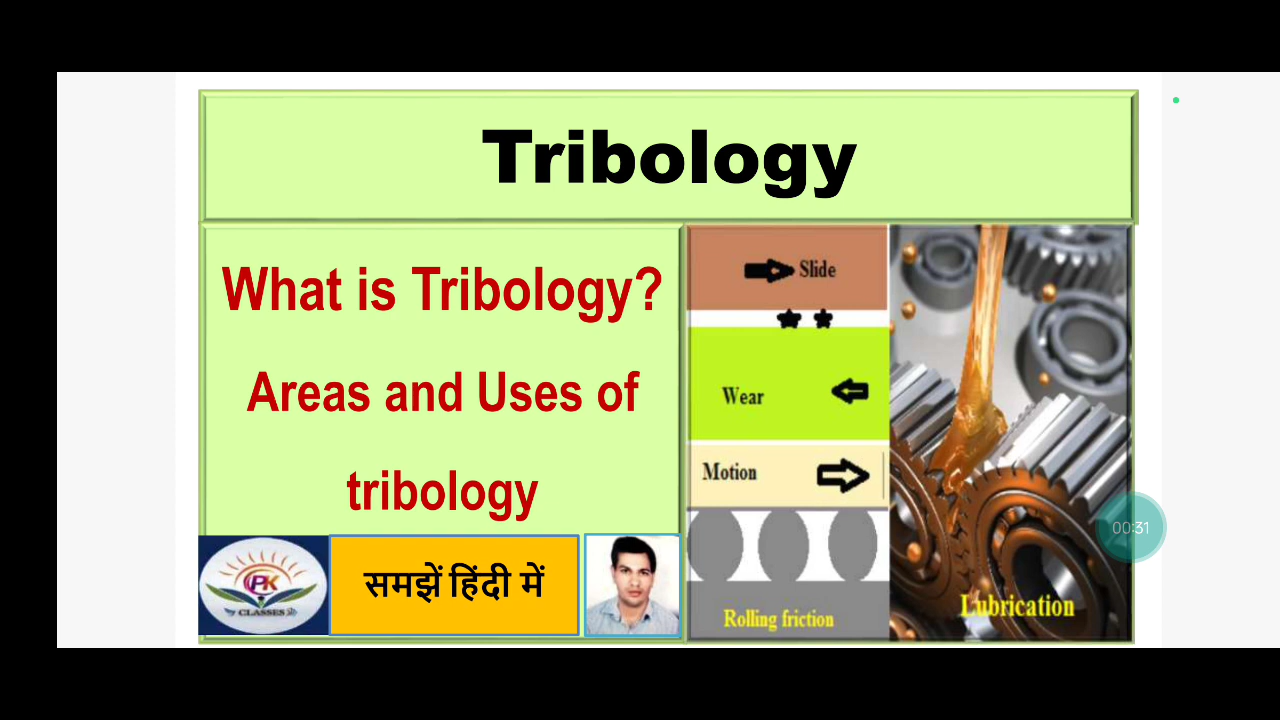 Tribology
What is Tribology?
Areas and Uses of
tribology
PK
CLASSES
समझें हिंदी में
Slide
Wear
Motion
Rolling friction
Lubrication
00:31